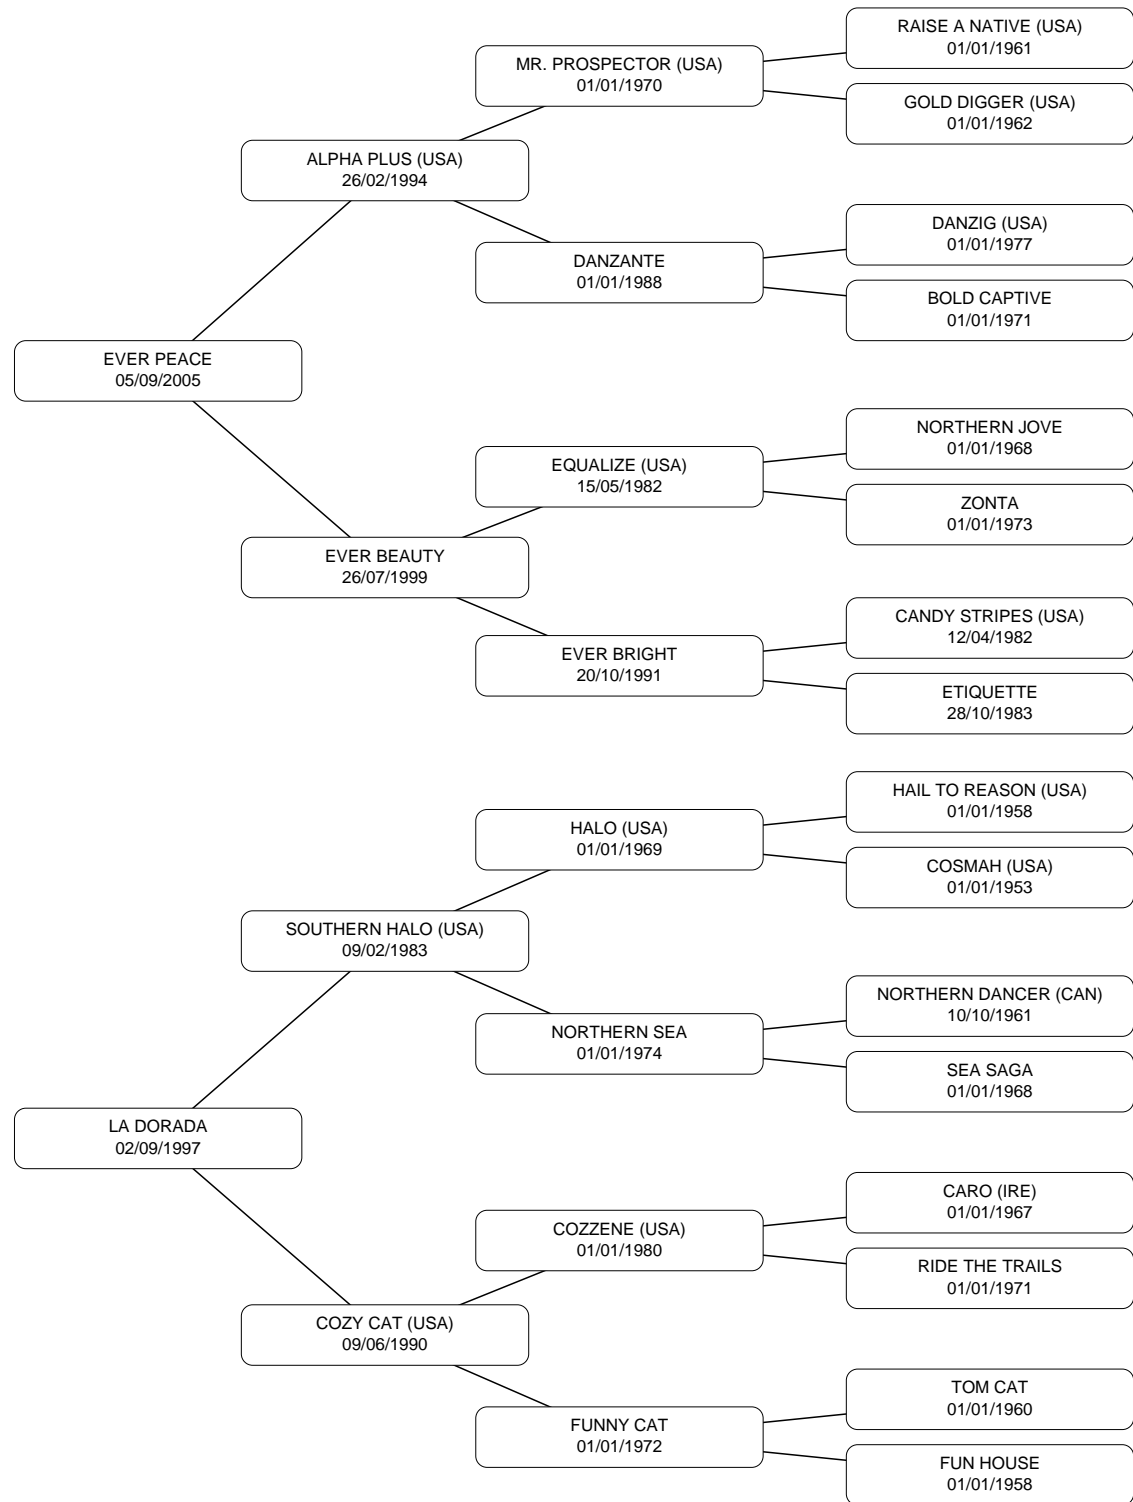 RAISE A NATIVE (USA)
01/01/1961
MR. PROSPECTOR (USA)
01/01/1970
GOLD DIGGER (USA)
01/01/1962
ALPHA PLUS (USA)
26/02/1994
DANZIG (USA)
01/01/1977
DANZANTE
01/01/1988
BOLD CAPTIVE
01/01/1971
EVER PEACE
05/09/2005
NORTHERN JOVE
01/01/1968
EQUALIZE (USA)
15/05/1982
ZONTA
01/01/1973
EVER BEAUTY
26/07/1999
CANDY STRIPES (USA)
12/04/1982
EVER BRIGHT
20/10/1991
ETIQUETTE
28/10/1983
HAIL TO REASON (USA)
01/01/1958
HALO (USA)
01/01/1969
COSMAH (USA)
01/01/1953
SOUTHERN HALO (USA)
09/02/1983
NORTHERN DANCER (CAN)
10/10/1961
NORTHERN SEA
01/01/1974
SEA SAGA
01/01/1968
LA DORADA
02/09/1997
CARO (IRE)
01/01/1967
COZZENE (USA)
01/01/1980
RIDE THE TRAILS
01/01/1971
COZY CAT (USA)
09/06/1990
TOM CAT
01/01/1960
FUNNY CAT
01/01/1972
FUN HOUSE
01/01/1958